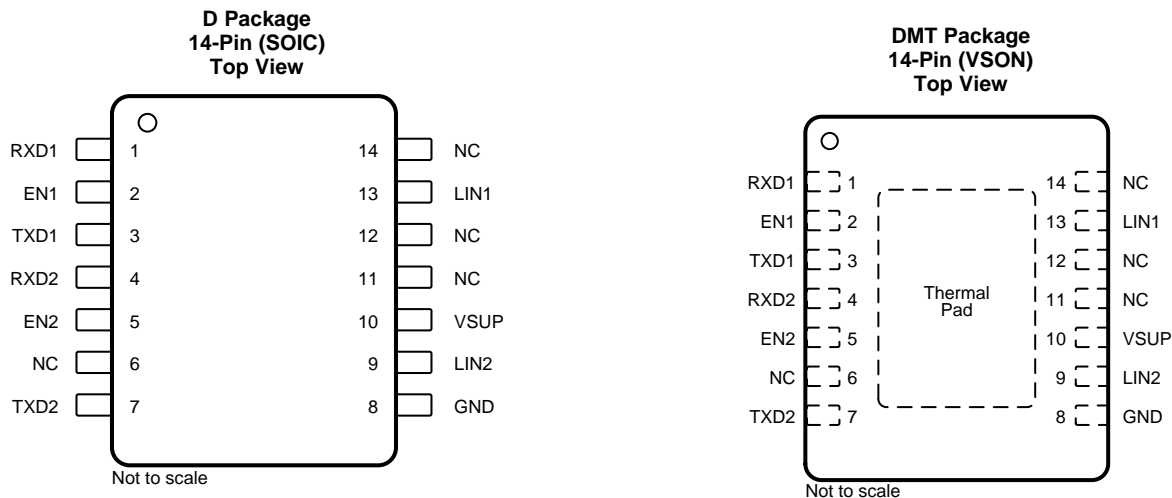 D Package
14-Pin (SOIC)
Top View
RXD1 1 14 NC
EN1 2 13 LIN1
TXD1 3 12 NC
RXD2 4 11 NC
EN2 5 10 VSUP
NC 6 9 LIN2
TXD2 7 8 GND
Not to scale
DMT Package
14-Pin (VSON)
Top View
RXD1 1 14 NC
EN1 2 13 LIN1
TXD1 3 12 NC
RXD2 4 11 NC
EN2 5 10 VSUP
NC 6 9 LIN2
TXD2 7 8 GND
Thermal
Pad
Not to scale